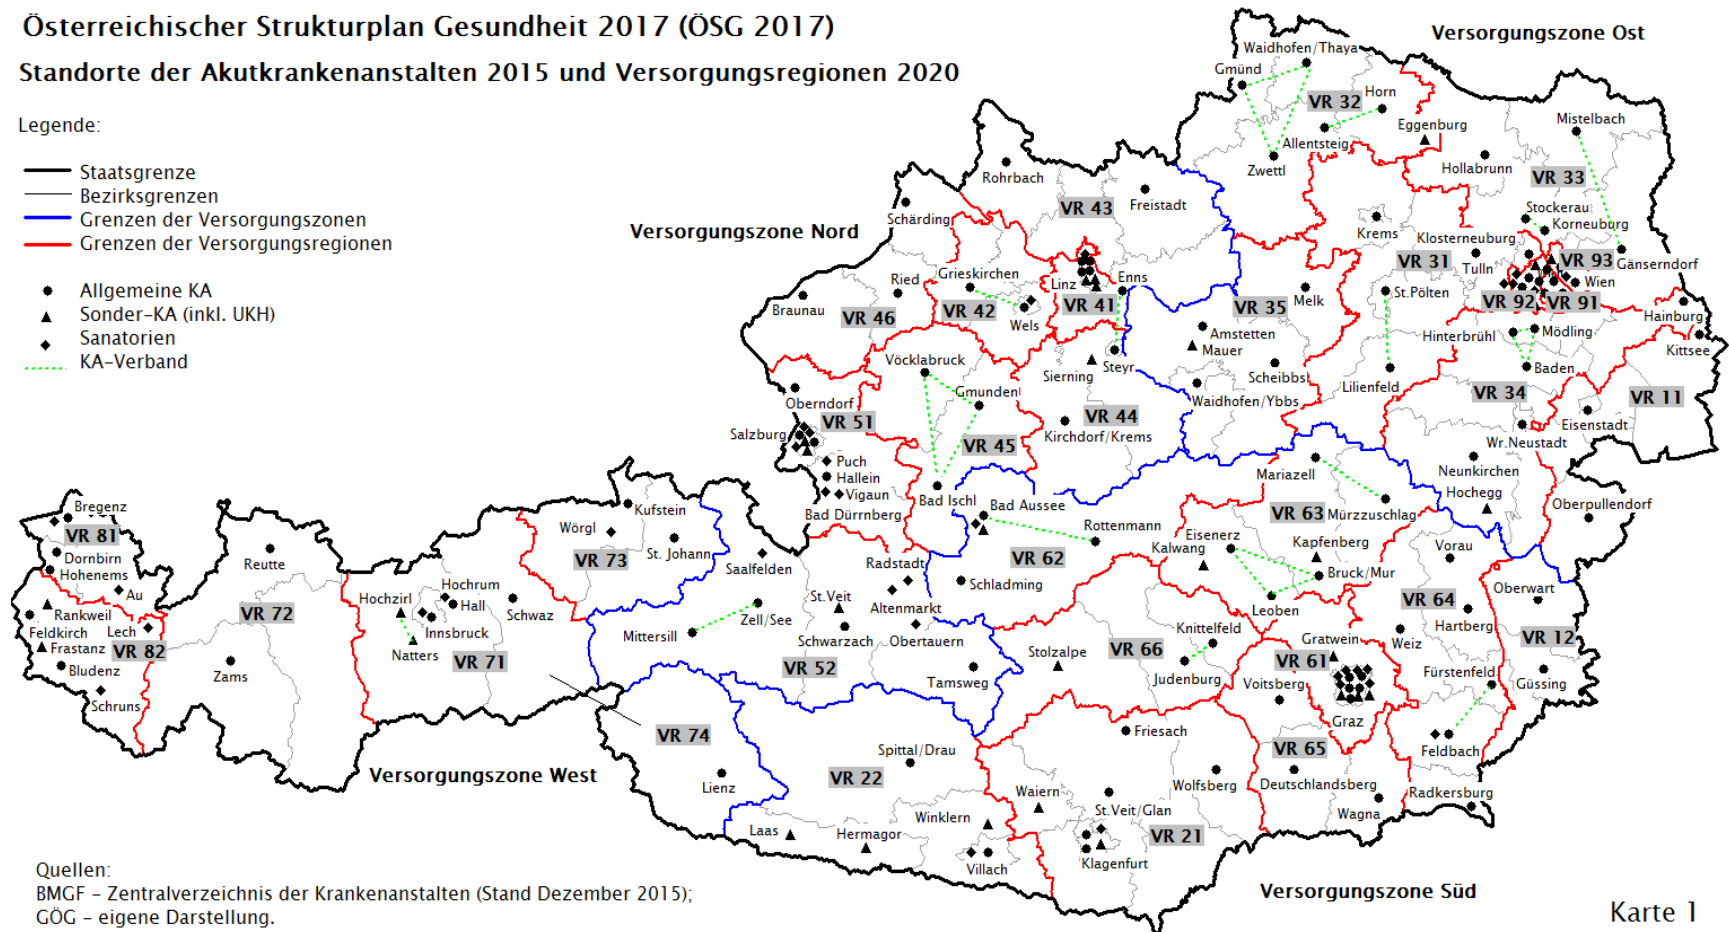 Österreichischer Strukturplan Gesundheit 2017 (ÖSG 2017)
Standorte der Akutkrankenanstalten 2015 und Versorgungsregionen 2020
Legende:
Staatsgrenze
Bezirksgrenzen
Grenzen der Versorgungszonen
Grenzen der Versorgungsregionen
Allgemeine KA
Sonder-KA (inkl. UKH)
Sanatorien
KA-Verband
Versorgungszone Ost
Waidhofen/Thaya
Gmünd
VR 32
Horn
Eggenburg
Allentsteig
Zwettl
Mistelbach
Hollabrunn
VR 33
Rohrbach
Freistadt
VR 43
Schärding
Versorgungszone Nord
Stockerau
Korneuburg
Krems
Klosterneuburg
VR 31
Tulln
VR 93
Gänserndorf
Wien
VR 92
VR 91
Grieskirchen
Ried
Braunau
VR 46
VR 42
Wels
Linz
VR 41
Enns
VR 35
Melk
St.Pölten
Hainburg
Kittsee
Hinterbrühl
Mödling
Baden
Amstetten
Mauer
Scheibbs
Lilienfeld
Waidhofen/Ybbs
VR 34
VR 11
Eisenstadt
Wr.Neustadt
Vöcklabruck
Gmunden
Sierning
Steyr
VR 44
Kirchdorf/Krems
VR 45
Bad Ischl
Oberndorf
VR 51
Salzburg
Puch
Hallein
Vigaun
Bad Dürrnberg
Mariazell
Neunkirchen
Hochegg
Oberpullendorf
VR 63
Mürzzuschlag
Bad Aussee
Rottenmann
VR 62
Schladming
Eisenerz
Kalwang
Kapfenberg
Bruck/Mur
Leoben
Vorau
VR 64
Hartberg
Weiz
Oberwart
VR 12
Güssing
Fürstenfeld
Feldbach
Bregenz
VR 81
Dornbirn
Hohenems
Au
Rankweil
Feldkirch
Frastanz
Lech
VR 82
Bludenz
Schruns
Reutte
VR 72
Zams
Hochzirl
Hochrum
Hall
Innsbruck
Natters
VR 71
Schwaz
Wörgl
Kufstein
St. Johann
VR 73
Saalfelden
Radstadt
St.Veit
Altenmarkt
Zell/See
Mittersill
Schwarzach
Obertauern
VR 52
Tamsweg
Knittelfeld
VR 66
Stolzalpe
Judenburg
Gratwein
VR 61
Voitsberg
Graz
VR 65
Deutschlandsberg
Wagna
Radkersburg
VR 74
Lienz
Versorgungszone West
Spittal/Drau
VR 22
Winklern
Laas
Hermagor
Villach
Friesach
Wolfsberg
Waiern
St.Veit/Glan
VR 21
Klagenfurt
Versorgungszone Süd
Quellen:
BMGF – Zentralverzeichnis der Krankenanstalten (Stand Dezember 2015);
GÖG – eigene Darstellung.
Karte 1